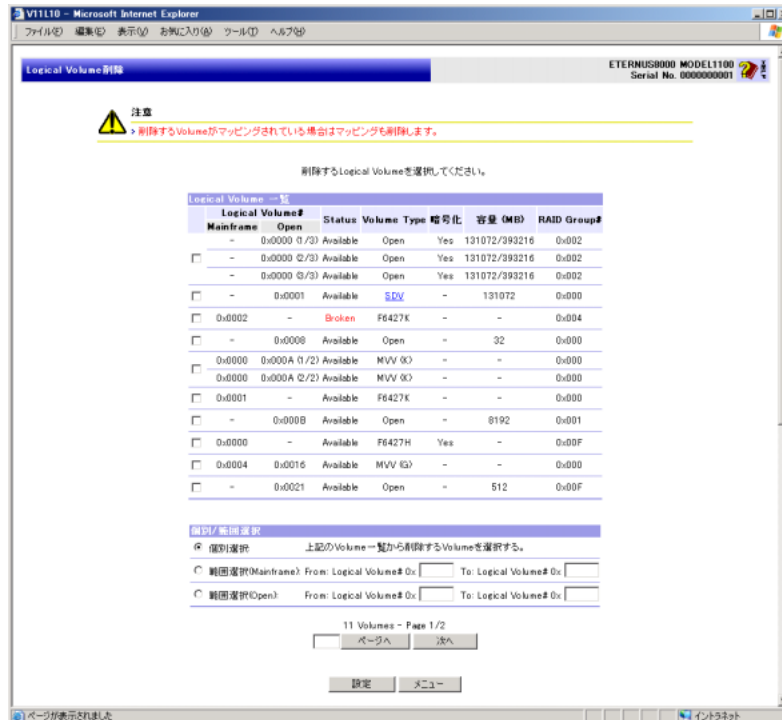 V11L10 - Microsoft Internet Explorer
ファイル(F) 編集(E) 表示(V) お気に入り(A) ツール(T) ヘルプ(H)
Logical Volume削除
ETERNUS8000 MODEL1100
Serial No. 0000000001
注意
> 削除するVolumeがマッピングされている場合はマッピングも削除します。
削除するLogical Volumeを選択してください。
Logical Volume 一覧
Logical Volume# Status Volume Type 暗号化 容量 (MB) RAID Group#
Mainframe Open
- 0x0000 (1/3) Available Open Yes 131072/393216 0x002
- 0x0000 (2/3) Available Open Yes 131072/393216 0x002
- 0x0000 (3/3) Available Open Yes 131072/393216 0x002
- 0x0001 Available SDV - 131072 0x000
0x0002 - Broken F6427K - - 0x004
- 0x0008 Available Open - 32 0x000
0x0000 0x000A (1/2) Available MVV (K) - - 0x000
0x0000 0x000A (2/2) Available MVV (K) - - 0x000
0x0001 - Available F6427K - - 0x000
- 0x000B Available Open - 8192 0x001
0x0000 - Available F6427H Yes - 0x00F
0x0004 0x0016 Available MVV (G) - - 0x000
- 0x0021 Available Open - 512 0x00F
個別/範囲選択
個別選択 上記のVolume一覧から削除するVolumeを選択する。
範囲選択(Mainframe): From: Logical Volume# 0x To: Logical Volume# 0x
範囲選択(Open): From: Logical Volume# 0x To: Logical Volume# 0x
11 Volumes - Page 1/2
ページへ 次へ
設定 メニュー
ページが表示されました イントラネット